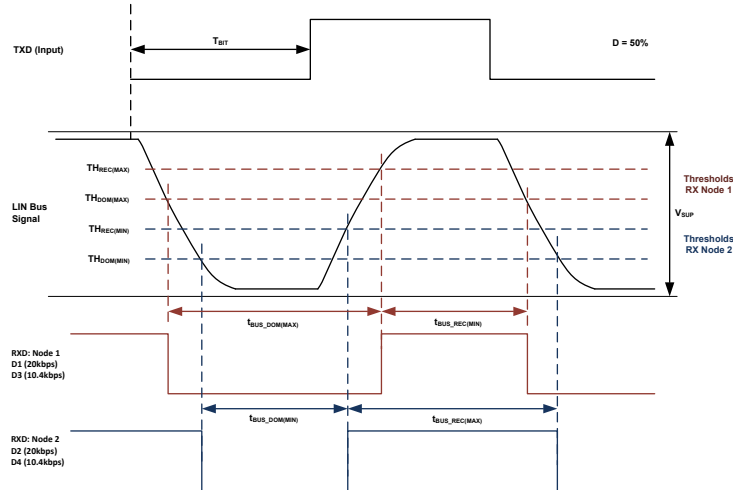 TXD (Input)
TBIT
D = 50%
THREC(MAX)
THDOM(MAX)
LIN Bus
Signal
THREC(MIN)
THDOM(MIN)
Thresholds
RX Node 1
VSUP
Thresholds
RX Node 2
tBUS_DOM(MAX)
tBUS_REC(MIN)
RXD: Node 1
D1 (20kbps)
D3 (10.4kbps)
tBUS_DOM(MIN)
tBUS_REC(MAX)
RXD: Node 2
D2 (20kbps)
D4 (10.4kbps)